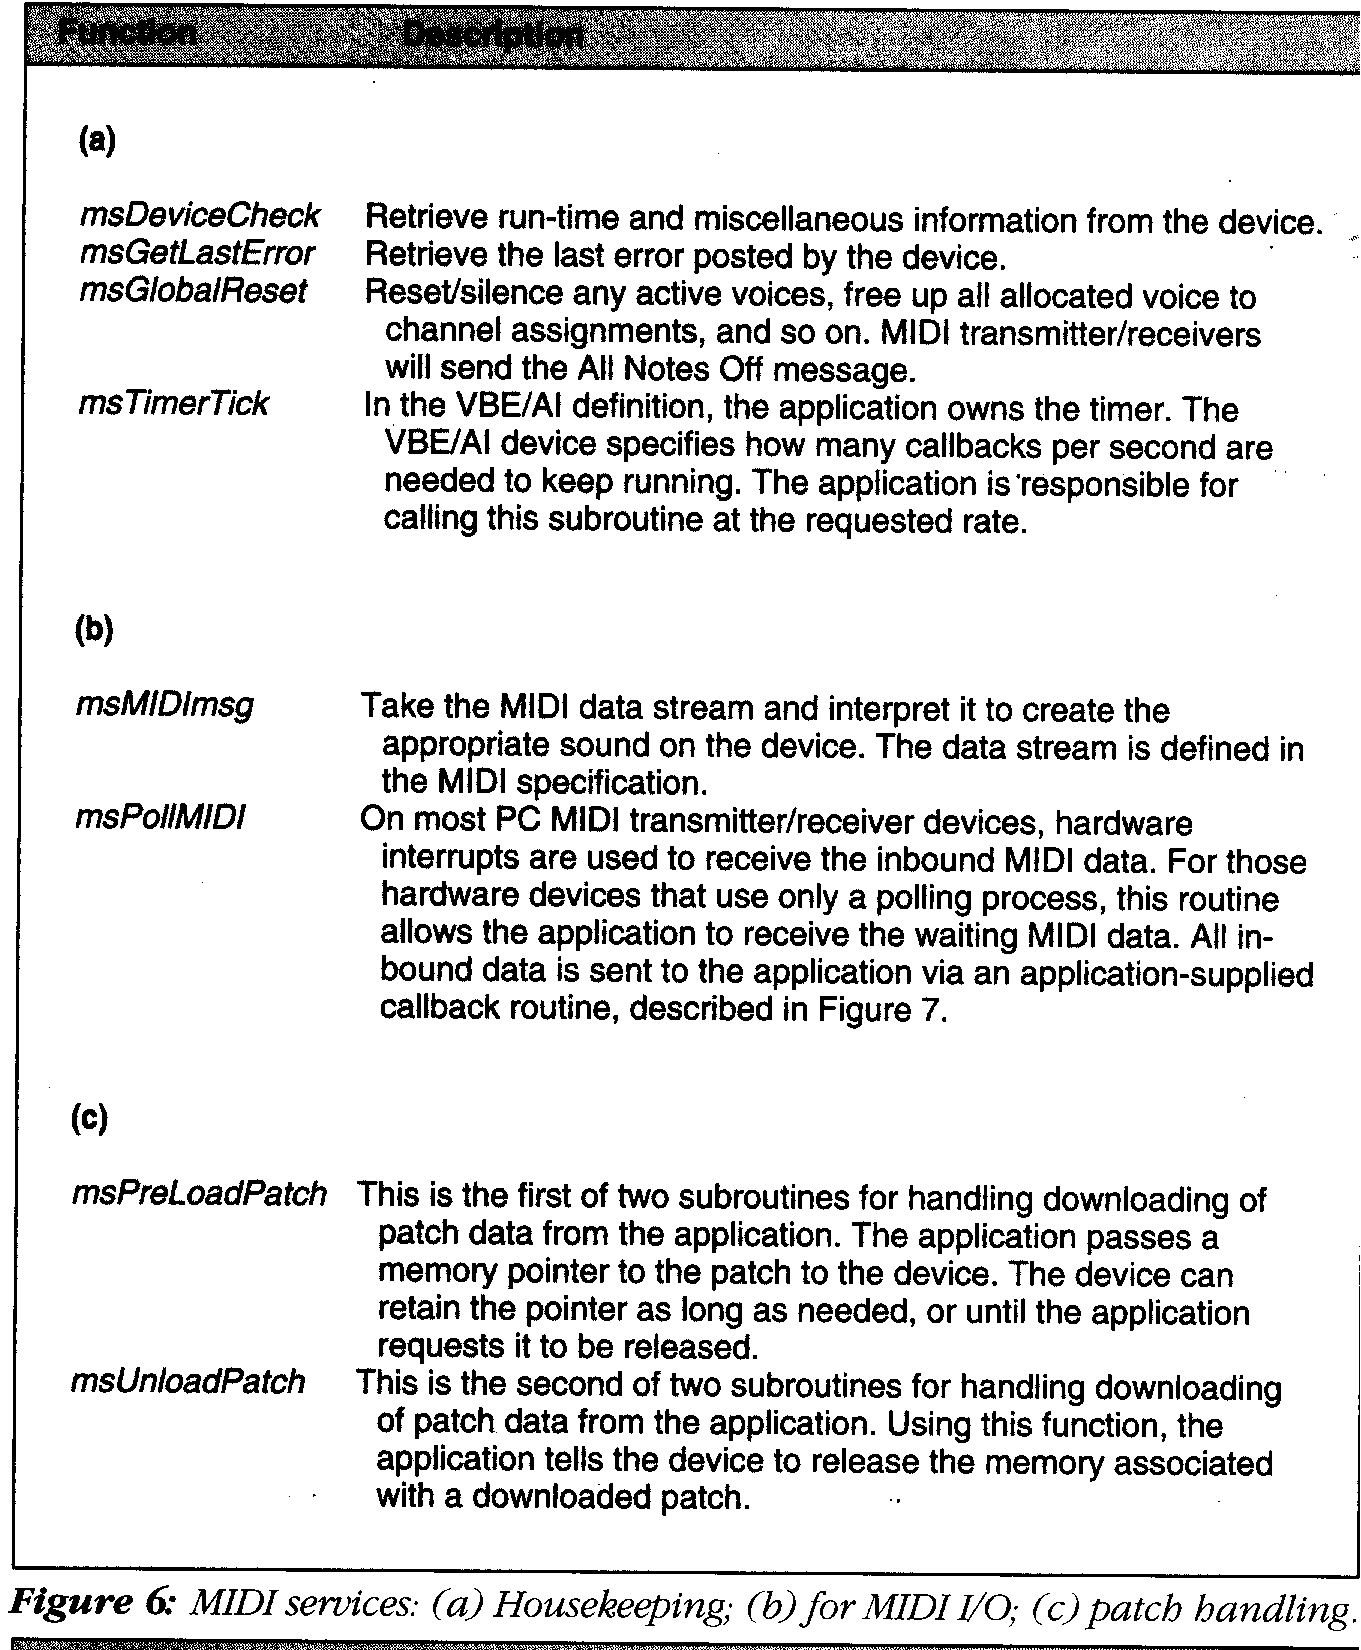 Function Description
(a)
msDeviceCheck Retrieve run-time and miscellaneous information from the device.
msGetLastError Retrieve the last error posted by the device.
msGlobalReset Reset/silence any active voices, free up all allocated voice to
channel assignments, and so on. MIDI transmitter/receivers
will send the All Notes Off message.
msTimerTick In the VBE/AI definition, the application owns the timer. The
VBE/AI device specifies how many callbacks per second are
needed to keep running. The application is responsible for
calling this subroutine at the requested rate.
(b)
msMIDImsg Take the MIDI data stream and interpret it to create the
appropriate sound on the device. The data stream is defined in
the MIDI specification.
msPollMIDI On most PC MIDI transmitter/receiver devices, hardware
interrupts are used to receive the inbound MIDI data. For those
hardware devices that use only a polling process, this routine
allows the application to receive the waiting MIDI data. All in-
bound data is sent to the application via an application-supplied
callback routine, described in Figure 7.
(c)
msPreLoadPatch This is the first of two subroutines for handling downloading of
patch data from the application. The application passes a
memory pointer to the patch to the device. The device can
retain the pointer as long as needed, or until the application
requests it to be released.
msUnloadPatch This is the second of two subroutines for handling downloading
of patch data from the application. Using this function, the
application tells the device to release the memory associated
with a downloaded patch.
Figure 6: MIDI services: (a) Housekeeping; (b) for MIDI I/O; (c) patch handling.